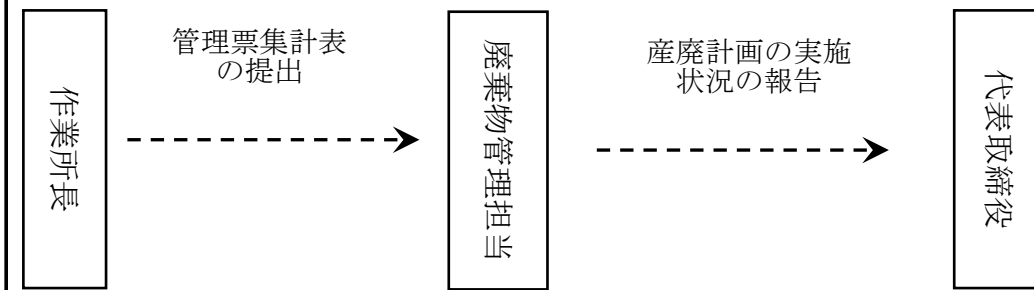 作業所長
管理票集計表
の提出
廃棄物管理担当
産廃計画の実施
状況の報告
代表取締役